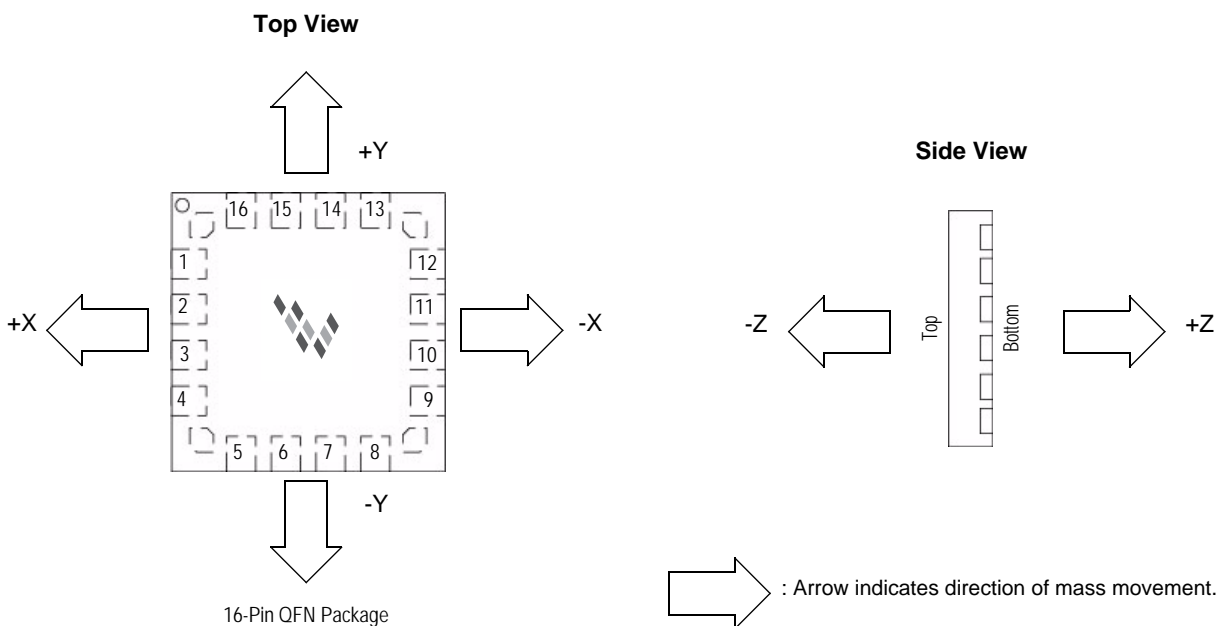 Top View
+Y
Side View
16 15 14 13
1
12
2
11
+X
-X
-Z
Top
Bottom
+Z
3
10
4
9
5 6 7 8
-Y
: Arrow indicates direction of mass movement.
16-Pin QFN Package